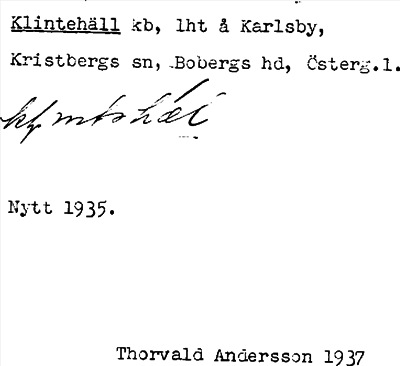 Klintehäll kb, lht å Karlsby,
Kristbergs sn, Bobergs hd, Österg.l.
Nytt 1935.
Thorvald Andersson 1937